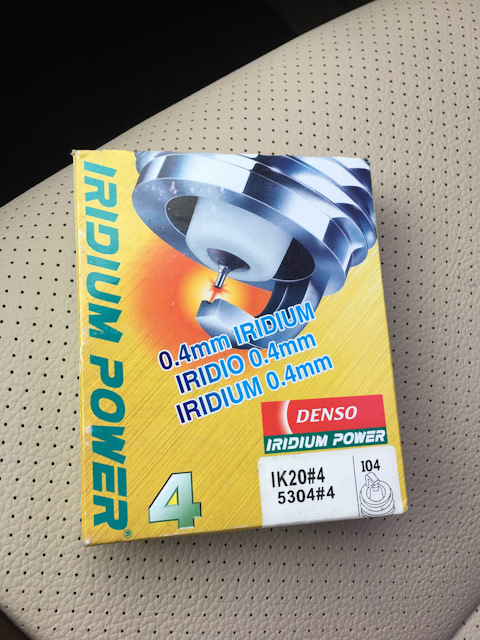 IRIDIUM POWER
0.4mm IRIDIUM
IRIDIO 0.4mm
IRIDIUM 0.4mm
DENSO
IRIDIUM POWER
4
IK20#4
5304#4
I04